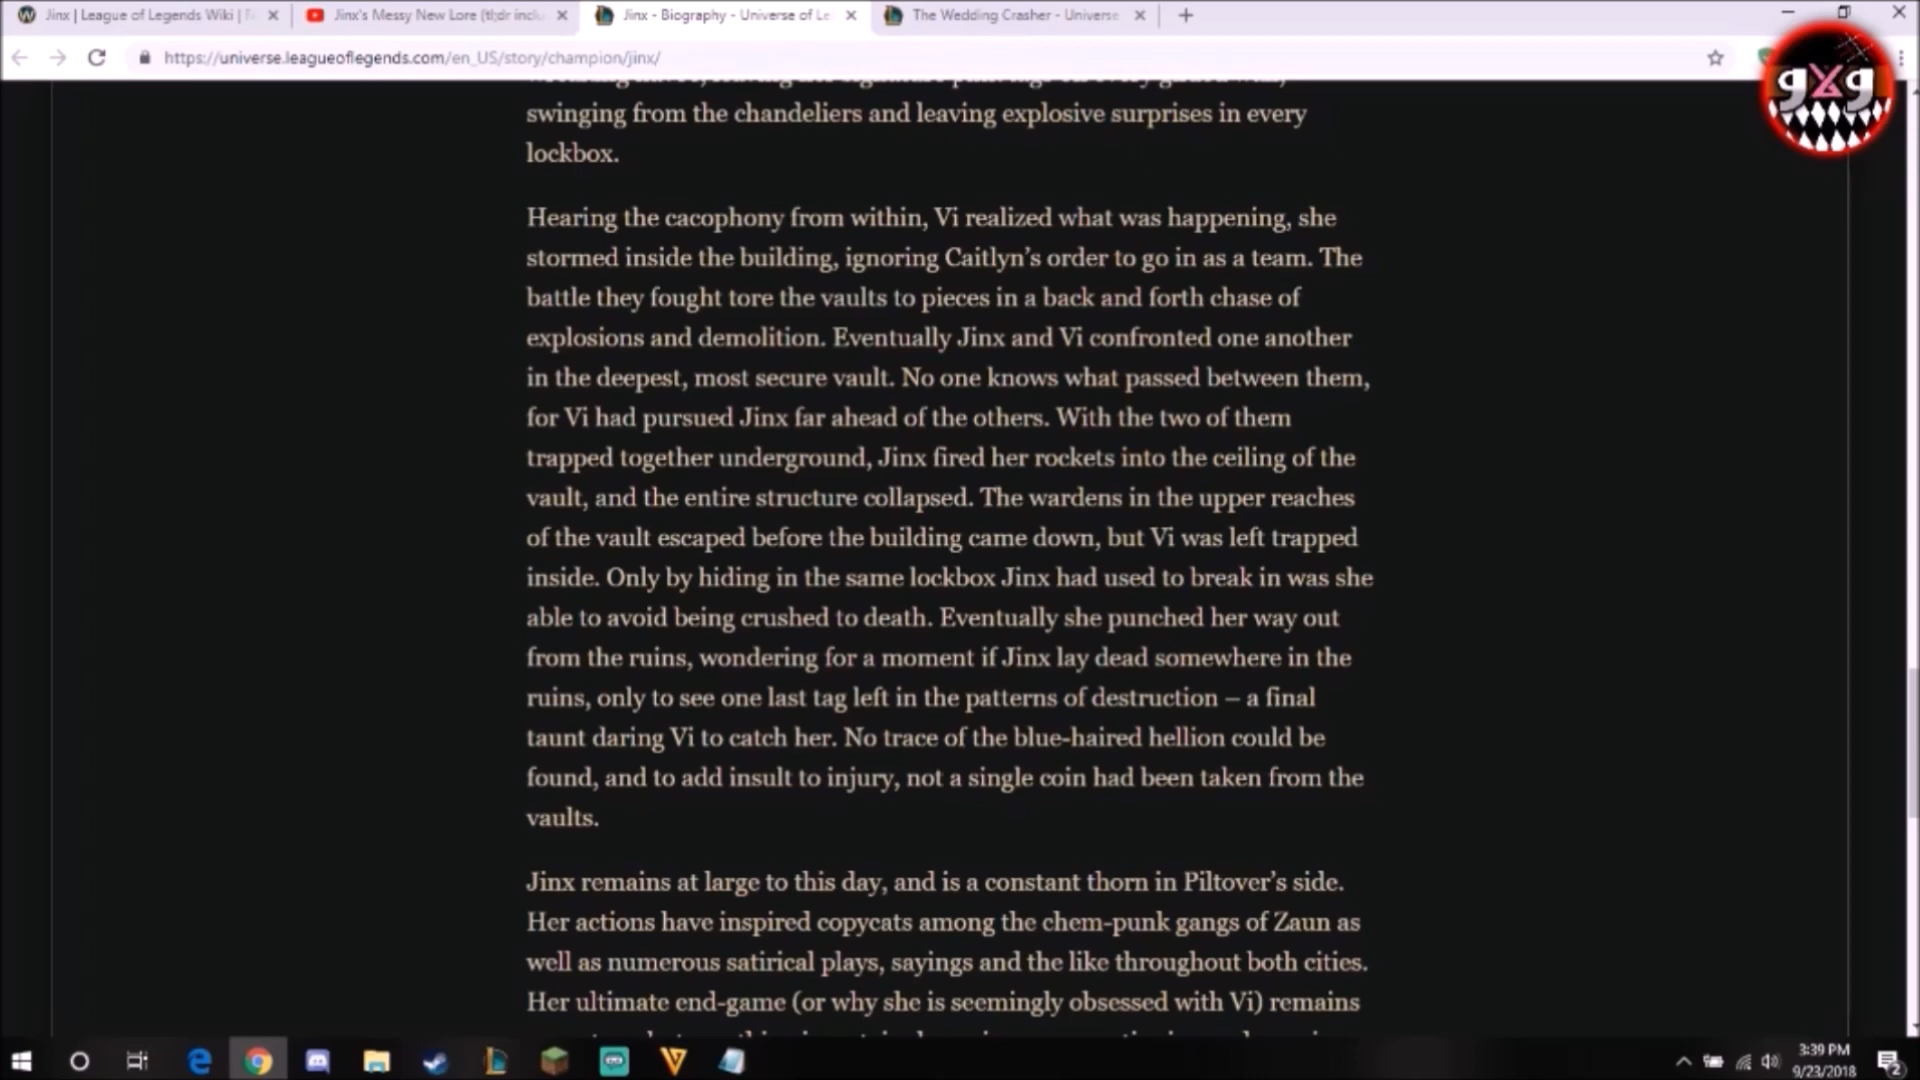 Jinx | League of Legends Wiki |
Jinx's Messy New Lore (tl;dr inclu
Jinx - Biography - Universe of Le
The Wedding Crasher - Universe
https://universe.leagueoflegends.com/en_US/story/champion/jinx/
gxg
swinging from the chandeliers and leaving explosive surprises in every
lockbox.
Hearing the cacophony from within, Vi realized what was happening, she
stormed inside the building, ignoring Caitlyn's order to go in as a team. The
battle they fought tore the vaults to pieces in a back and forth chase of
explosions and demolition. Eventually Jinx and Vi confronted one another
in the deepest, most secure vault. No one knows what passed between them,
for Vi had pursued Jinx far ahead of the others. With the two of them
trapped together underground, Jinx fired her rockets into the ceiling of the
vault, and the entire structure collapsed. The wardens in the upper reaches
of the vault escaped before the building came down, but Vi was left trapped
inside. Only by hiding in the same lockbox Jinx had used to break in was she
able to avoid being crushed to death. Eventually she punched her way out
from the ruins, wondering for a moment if Jinx lay dead somewhere in the
ruins, only to see one last tag left in the patterns of destruction – a final
taunt daring Vi to catch her. No trace of the blue-haired hellion could be
found, and to add insult to injury, not a single coin had been taken from the
vaults.
Jinx remains at large to this day, and is a constant thorn in Piltover's side.
Her actions have inspired copycats among the chem-punk gangs of Zaun as
well as numerous satirical plays, sayings and the like throughout both cities.
Her ultimate end-game (or why she is seemingly obsessed with Vi) remains
3:39 PM
9/23/2018
2